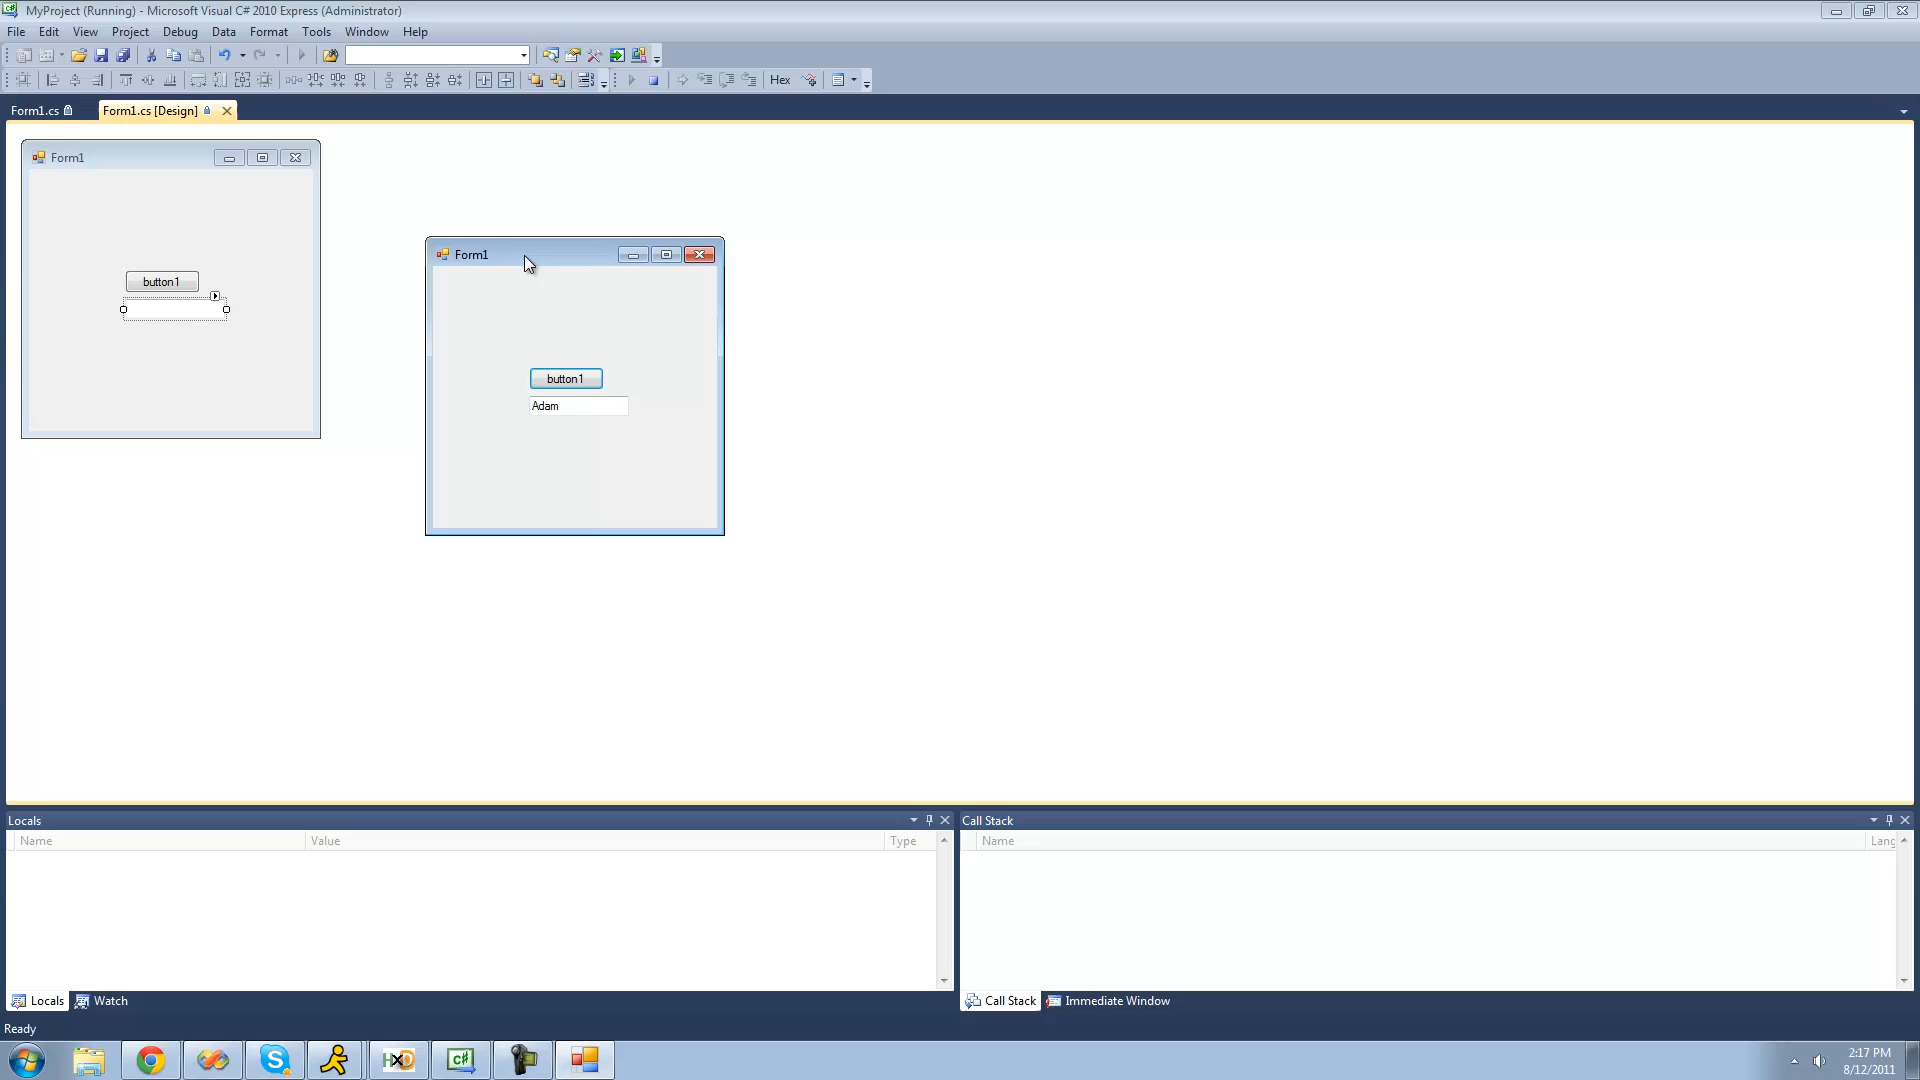 MyProject (Running) - Microsoft Visual C# 2010 Express (Administrator)
File Edit View Project Debug Data Format Tools Window Help
Hex
Form1.cs Form1.cs [Design]
Form1
button1
Form1
button1
Adam
Locals
Name Value Type
Locals Watch
Call Stack
Name Lang
Call Stack Immediate Window
Ready
C#
HXD
C#
2:17 PM
8/12/2011